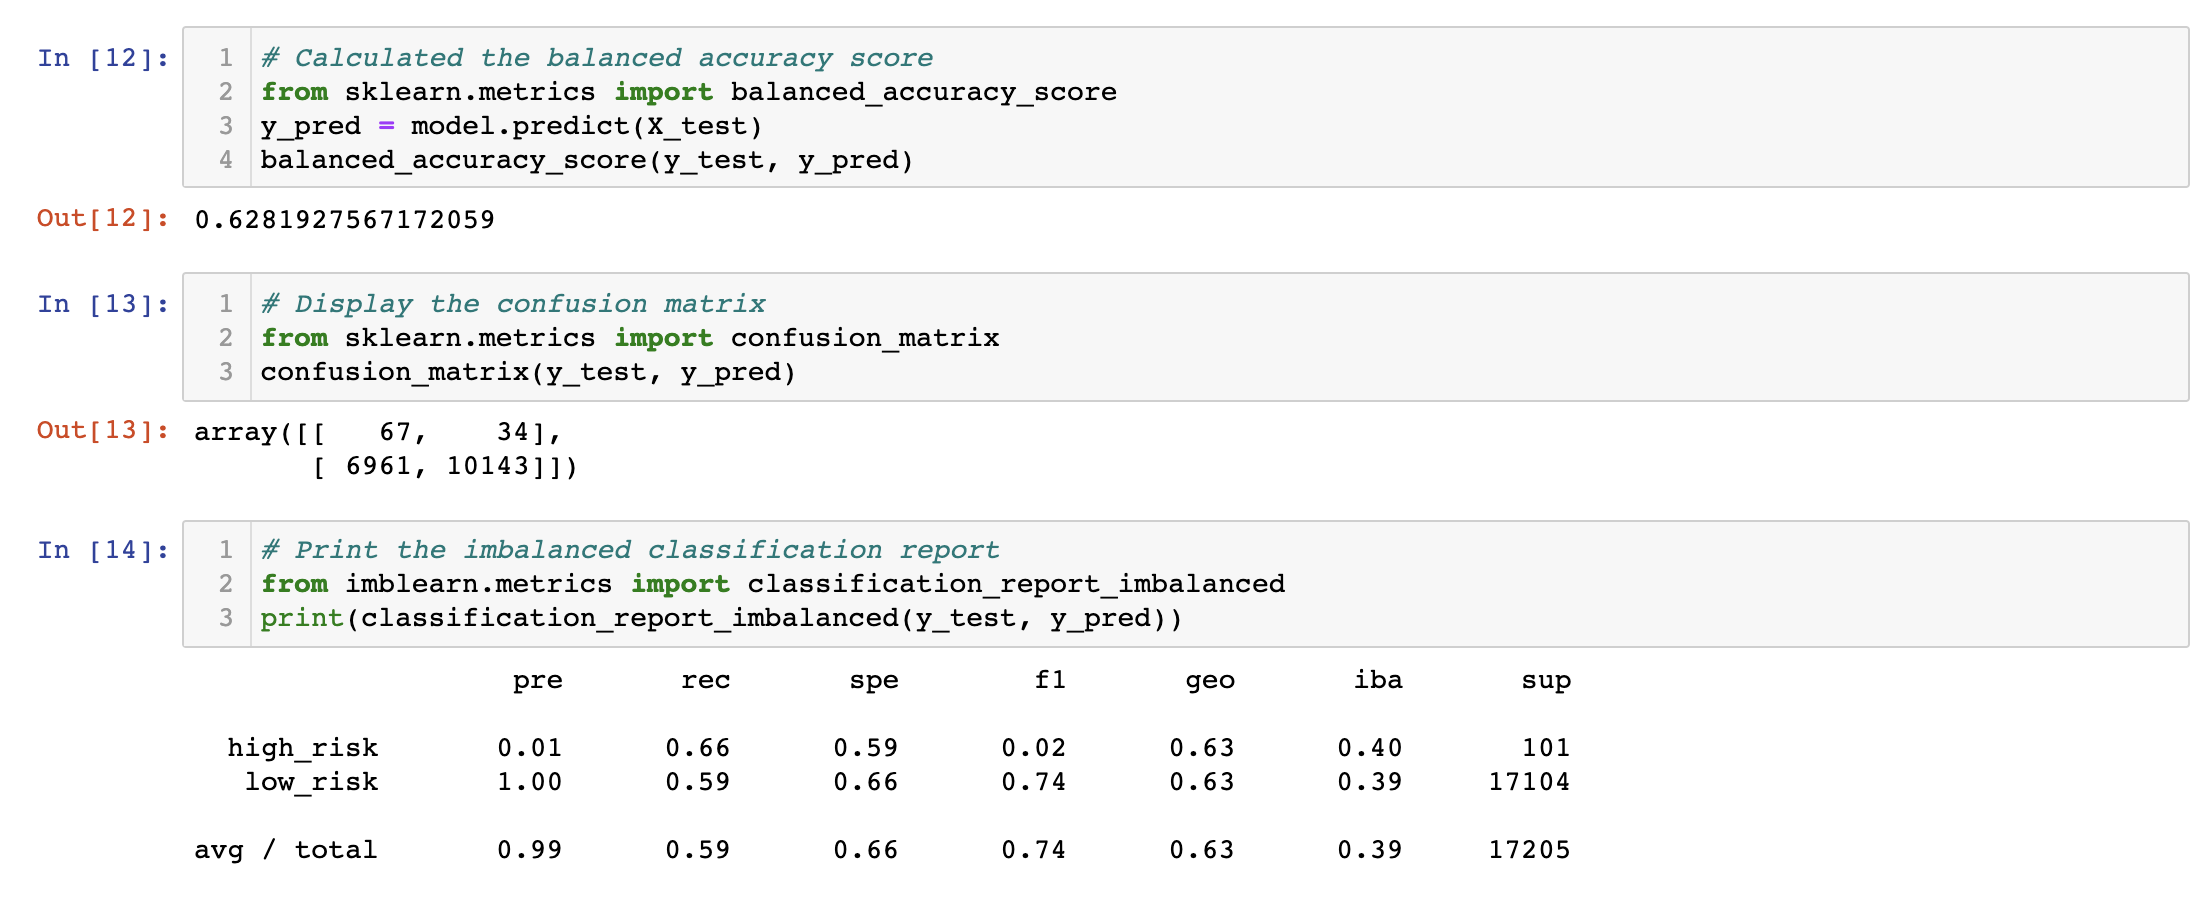 In [12]:
1 # Calculated the balanced accuracy score
2 from sklearn.metrics import balanced_accuracy_score
3 y_pred = model.predict(X_test)
4 balanced_accuracy_score(y_test, y_pred)
Out[12]: 0.6281927567172059
In [13]:
1 # Display the confusion matrix
2 from sklearn.metrics import confusion_matrix
3 confusion_matrix(y_test, y_pred)
Out[13]: array([[   67,    34],
       [ 6961, 10143]])
In [14]:
1 # Print the imbalanced classification report
2 from imblearn.metrics import classification_report_imbalanced
3 print(classification_report_imbalanced(y_test, y_pred))
                   pre       rec       spe        f1       geo       iba       sup
  high_risk       0.01      0.66      0.59      0.02      0.63      0.40       101
   low_risk       1.00      0.59      0.66      0.74      0.63      0.39     17104
avg / total       0.99      0.59      0.66      0.74      0.63      0.39     17205